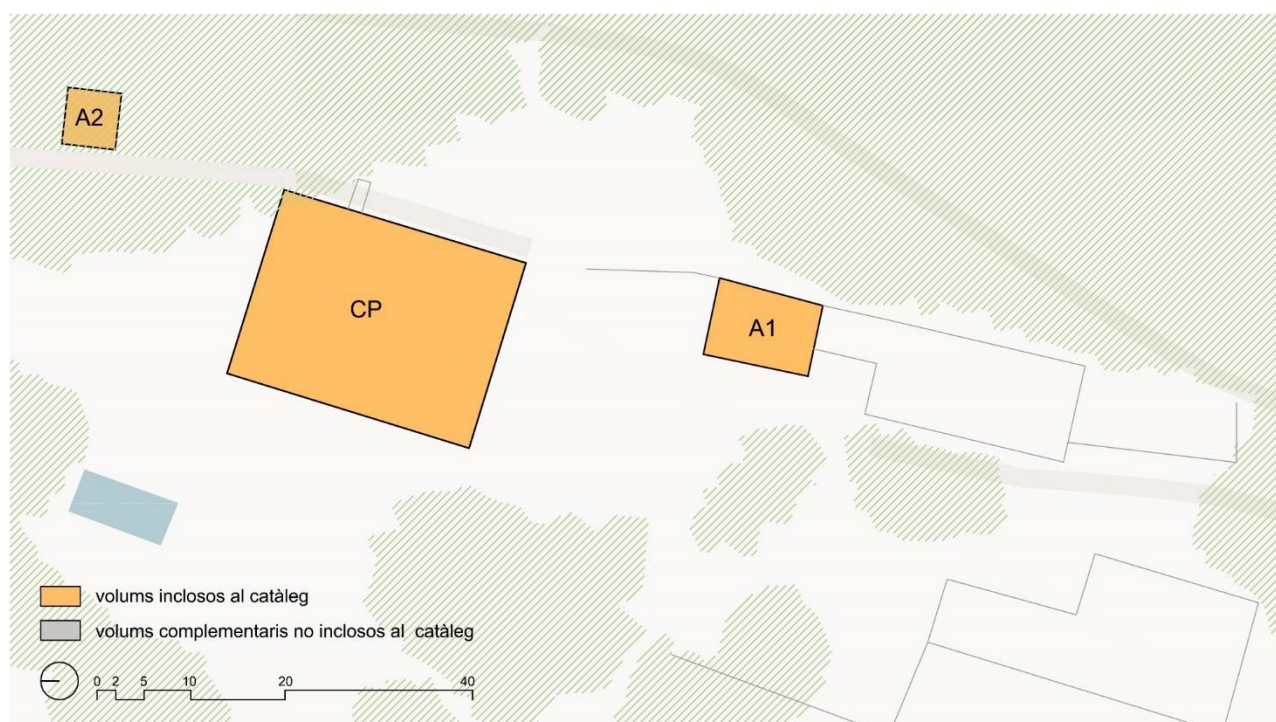 A2
CP
A1
volums inclosos al catàleg
volums complementaris no inclosos al catàleg
0 2 5 10 20 40